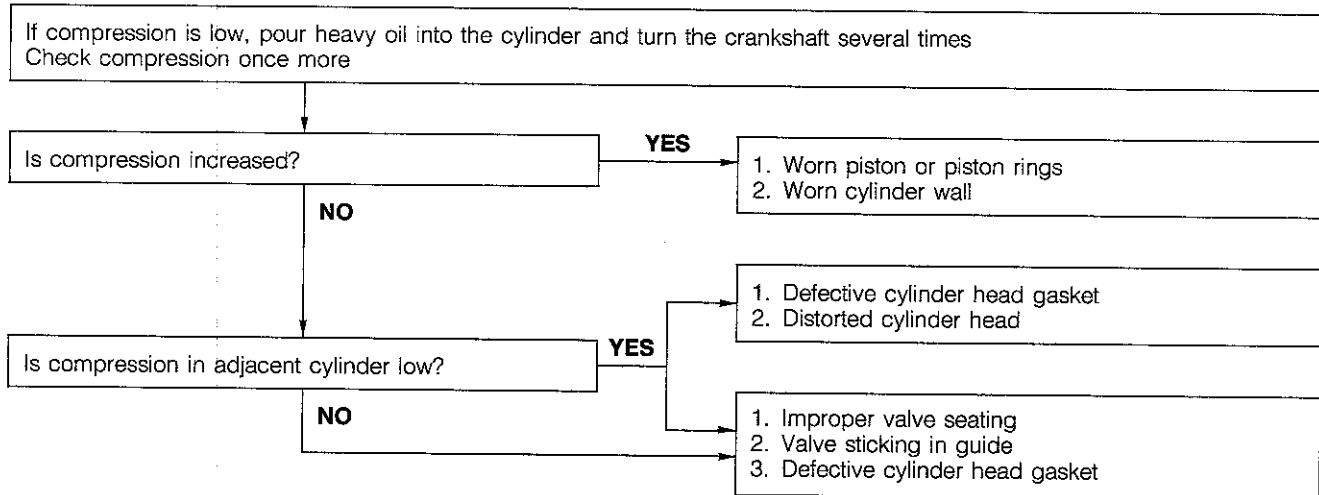 If compression is low, pour heavy oil into the cylinder and turn the crankshaft several times
Check compression once more
Is compression increased?
YES
1. Worn piston or piston rings
2. Worn cylinder wall
NO
1. Defective cylinder head gasket
2. Distorted cylinder head
Is compression in adjacent cylinder low?
YES
NO
1. Improper valve seating
2. Valve sticking in guide
3. Defective cylinder head gasket